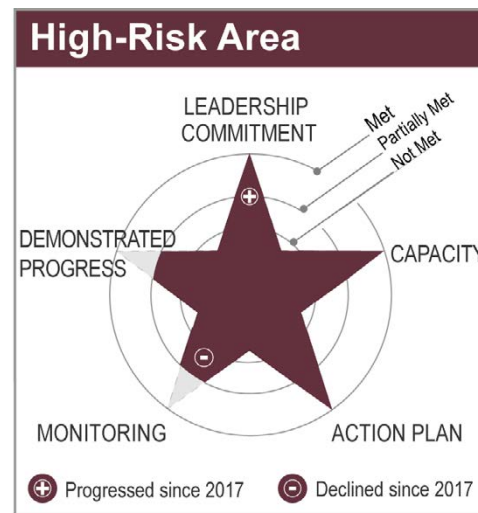 High-Risk Area
LEADERSHIP
COMMITMENT
Met
Partially Met
Not Met
DEMONSTRATED
PROGRESS
CAPACITY
MONITORING
ACTION PLAN
Progressed since 2017
Declined since 2017